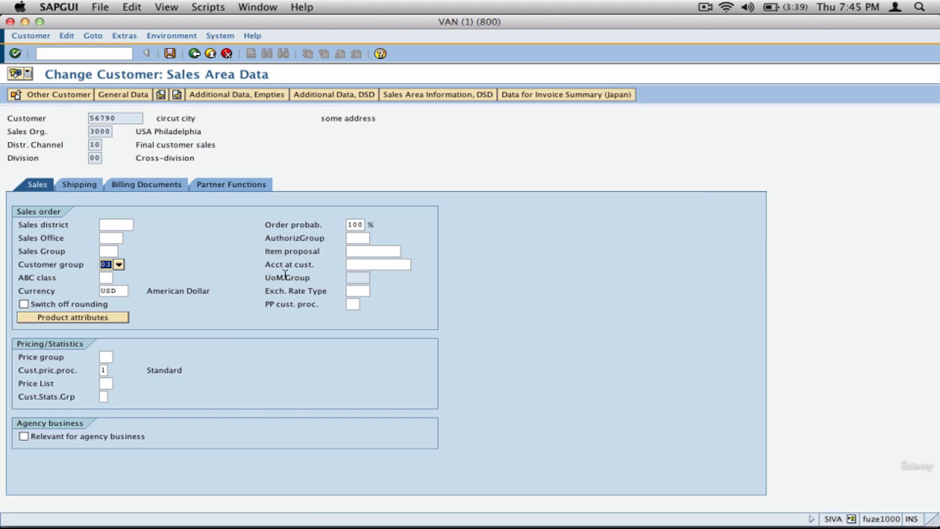 SAPGUI File Edit View Scripts Window Help (3:39) Thu 7:45 PM
VAN (1) (800)
Customer Edit Goto Extras Environment System Help
Change Customer: Sales Area Data
Other Customer General Data Additional Data, Empties Additional Data, DSD Sales Area Information, DSD Data for Invoice Summary (Japan)
Customer 56790 circut city some address
Sales Org. 3000 USA Philadelphia
Distr. Channel 10 Final customer sales
Division 00 Cross-division
Sales Shipping Billing Documents Partner Functions
Sales order
Sales district Order probab. 100 %
Sales Office AuthorizGroup
Sales Group Item proposal
Customer group Acct at cust.
ABC class UoM Group
Currency USD American Dollar Exch. Rate Type
Switch off rounding PP cust. proc.
Product attributes
Pricing/Statistics
Price group
Cust.pric.proc. 1 Standard
Price List
Cust.Stats.Grp
Agency business
Relevant for agency business
Udemy
SIVA fuze1000 INS